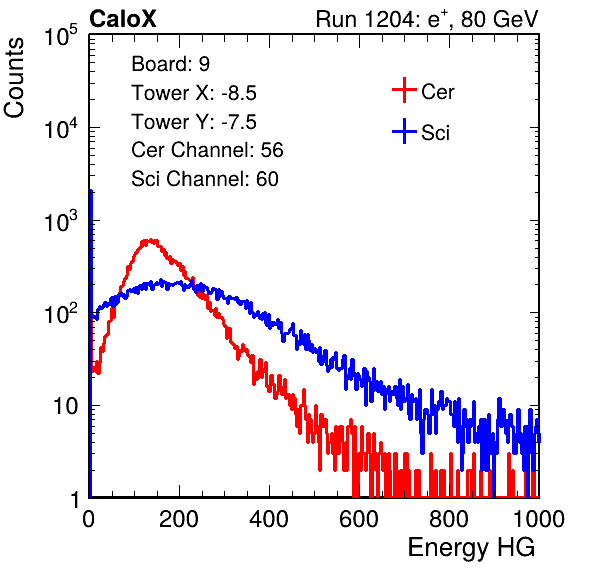 CaloX Run 1204: e⁺, 80 GeV
Counts
10⁵
10⁴
10³
10²
10
1
Board: 9
Tower X: -8.5
Tower Y: -7.5
Cer Channel: 56
Sci Channel: 60
Cer
Sci
0 200 400 600 800 1000
Energy HG